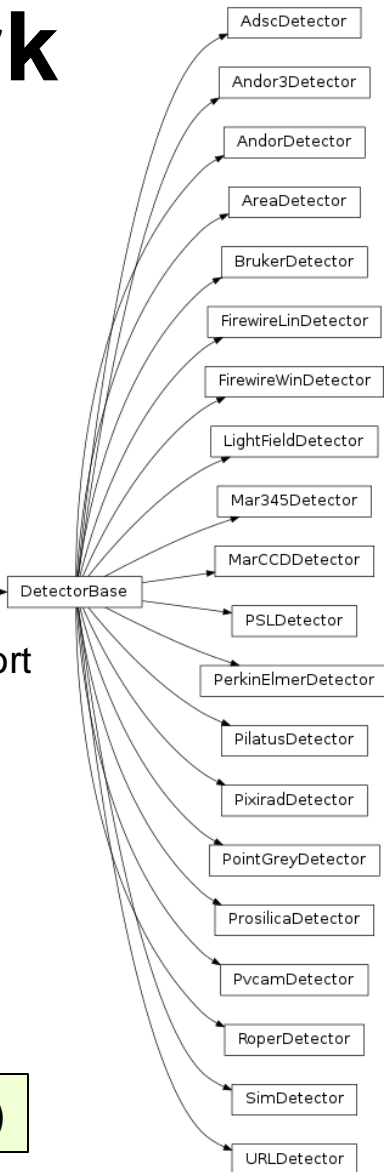 rk
AdscDetector
Andor3Detector
AndorDetector
AreaDetector
BrukerDetector
FirewireLinDetector
FirewireWinDetector
LightFieldDetector
Mar345Detector
MarCCDDetector
DetectorBase
PSLDetector
ort
PerkinElmerDetector
PilatusDetector
PixiradDetector
PointGreyDetector
ProsilicaDetector
PvcamDetector
RoperDetector
SimDetector
)
URLDetector